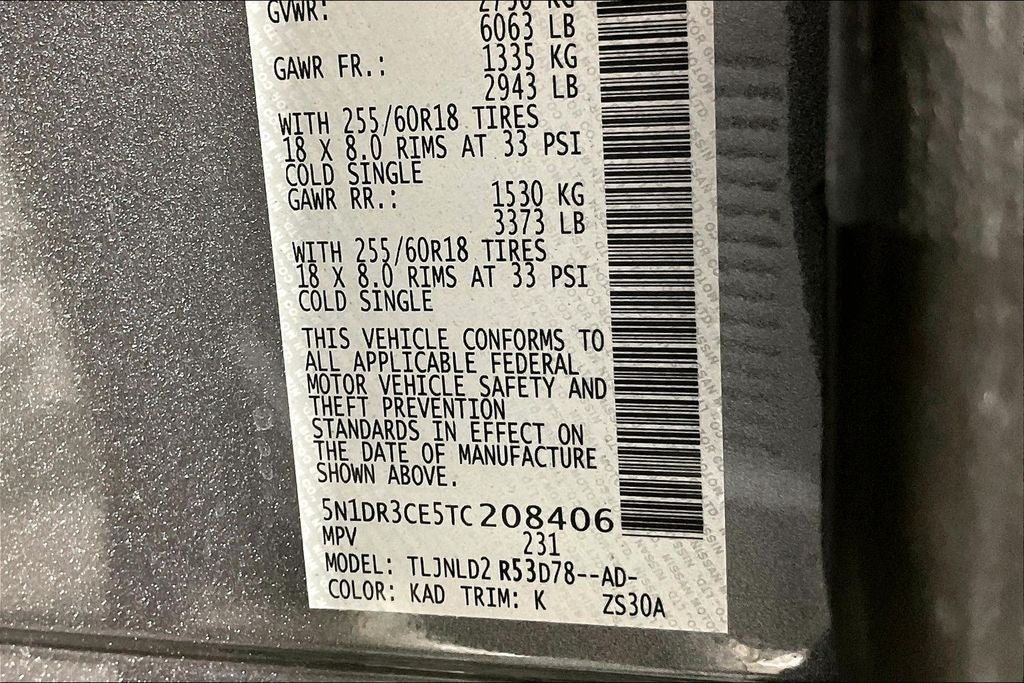 GVWR: 2750 KG
6063 LB
GAWR FR.: 1335 KG
2943 LB
WITH 255/60R18 TIRES
18 X 8.0 RIMS AT 33 PSI
COLD SINGLE
GAWR RR.: 1530 KG
3373 LB
WITH 255/60R18 TIRES
18 X 8.0 RIMS AT 33 PSI
COLD SINGLE
THIS VEHICLE CONFORMS TO
ALL APPLICABLE FEDERAL
MOTOR VEHICLE SAFETY AND
THEFT PREVENTION
STANDARDS IN EFFECT ON
THE DATE OF MANUFACTURE
SHOWN ABOVE.
5N1DR3CE5TC208406
MPV 231
MODEL: TLJNLD2 R53D78--AD-
COLOR: KAD TRIM: K ZS30A